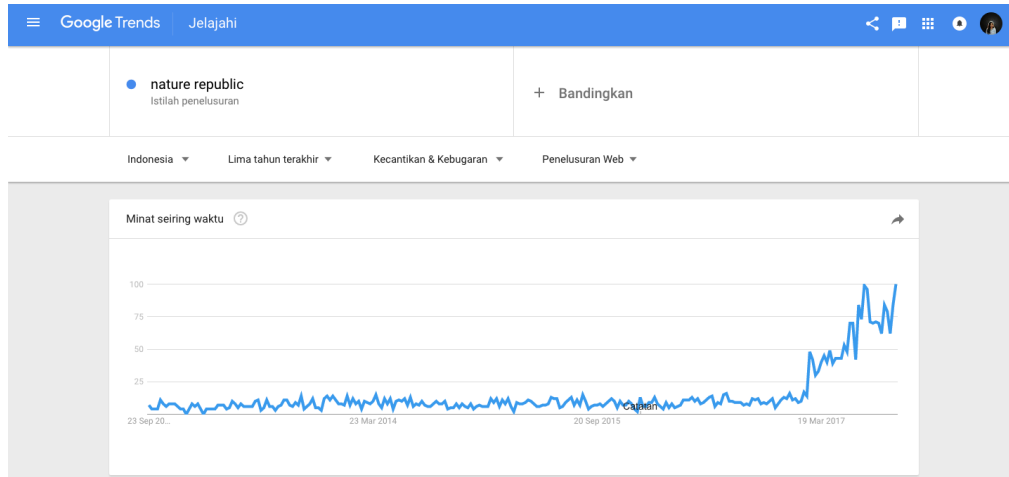 Google Trends Jelajahi
nature republic
Istilah penelusuran
+ Bandingkan
Indonesia Lima tahun terakhir Kecantikan & Kebugaran Penelusuran Web
Minat seiring waktu ?
100
75
50
25
Catatan
23 Sep 20... 23 Mar 2014 20 Sep 2015 19 Mar 2017